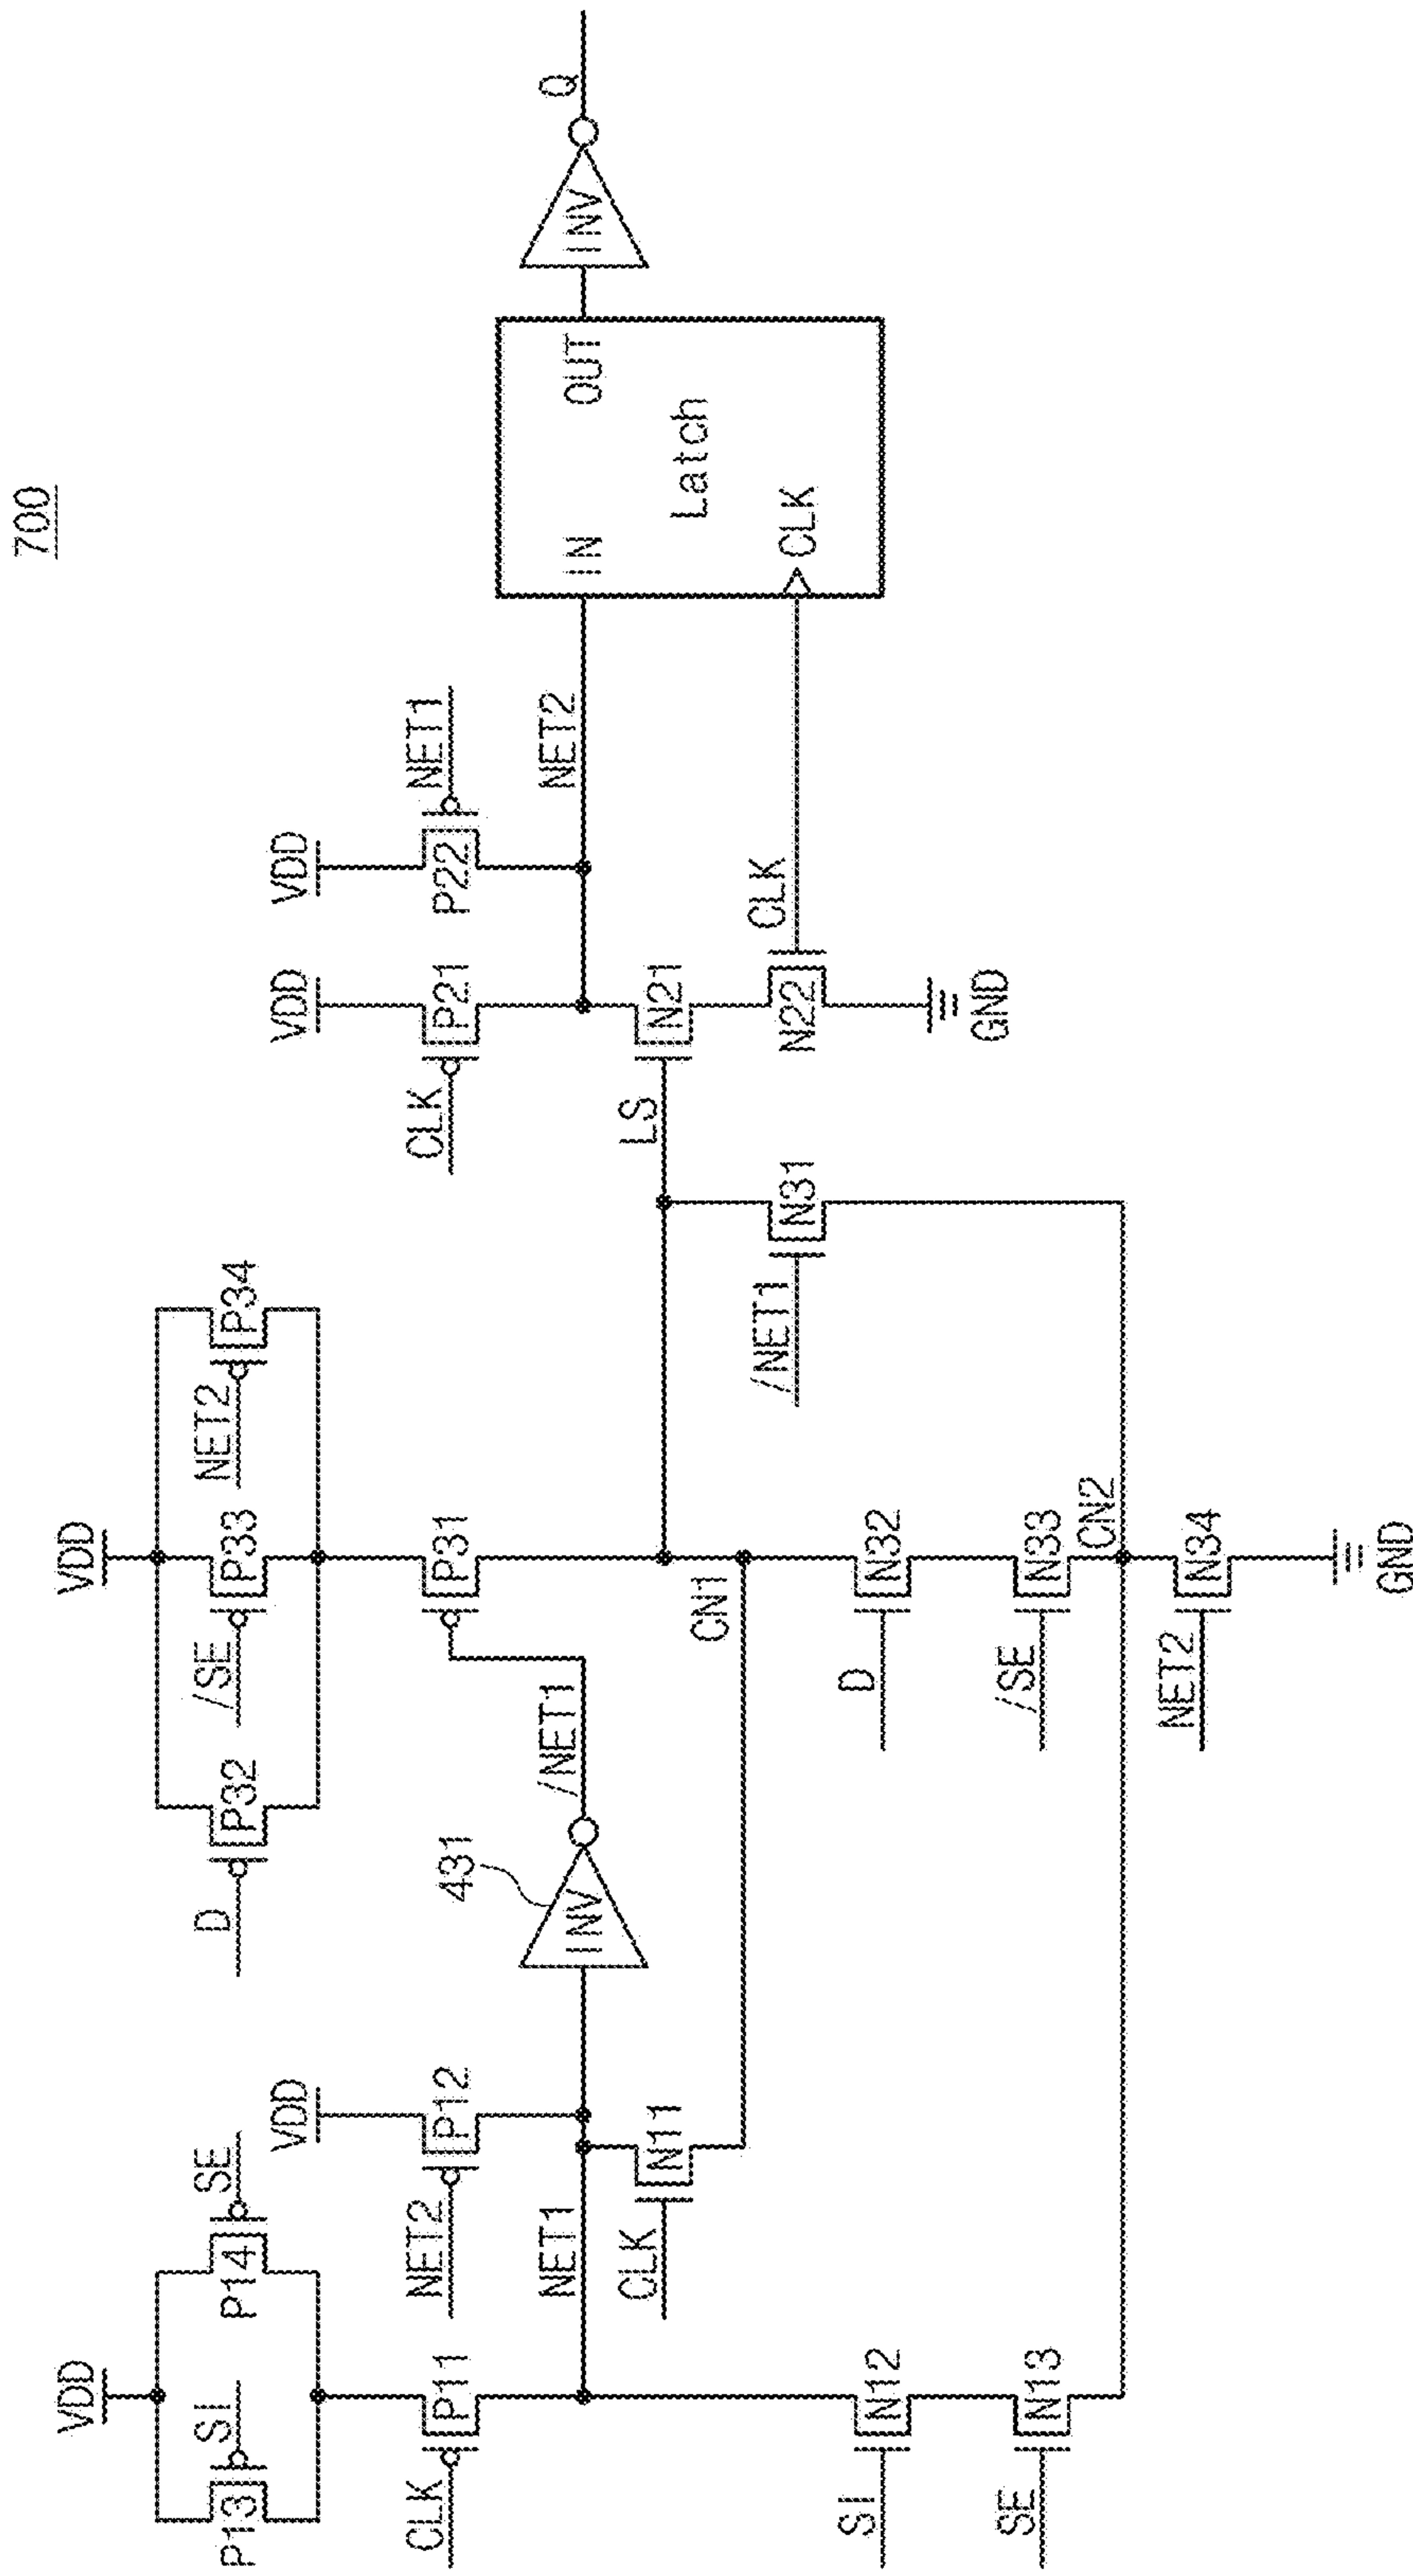 700
VDD
P13
SI
P14
SE
CLK
P11
VDD
NET2
P12
NET1
CLK
N11
SI
N12
SE
N13
431
INV
/NET1
VDD
D
P32
/SE
P33
NET2
P34
P31
CN1
D
N32
/SE
N33
CN2
NET2
N34
GND
/NET1
N31
LS
VDD
CLK
P21
VDD
P22
NET1
NET2
N21
N22
CLK
GND
IN
OUT
Latch
CLK
INV
Q